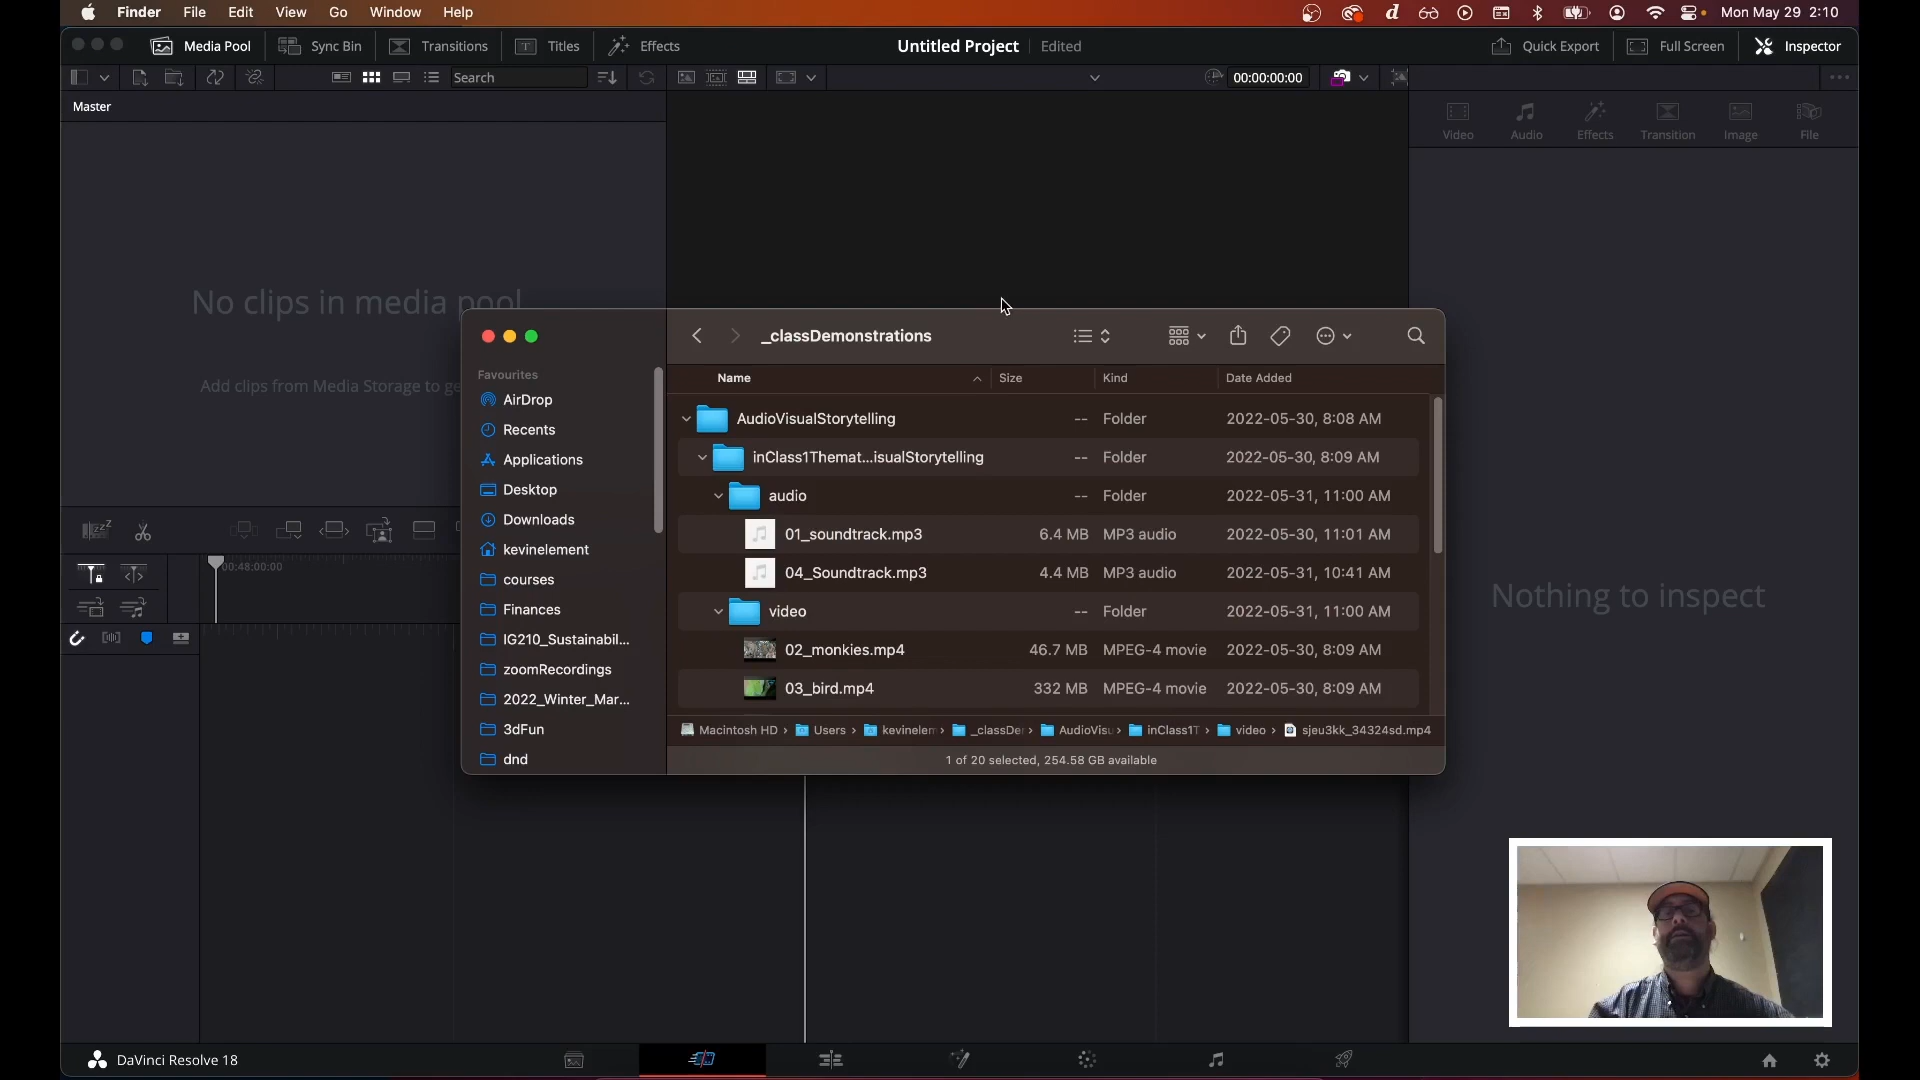 Finder File Edit View Go Window Help Mon May 29 2:10
Media Pool Sync Bin Transitions Titles Effects Untitled Project Edited Quick Export Full Screen Inspector
Search 00:00:00:00
Master
Video Audio Effects Transition Image File
No clips in media pool
Add clips from Media Storage to ge
_classDemonstrations
Favourites
AirDrop
Recents
Applications
Desktop
Downloads
kevinelement
courses
Finances
IG210_Sustainabil...
zoomRecordings
2022_Winter_Mar...
3dFun
dnd
Name Size Kind Date Added
AudioVisualStorytelling -- Folder 2022-05-30, 8:08 AM
inClass1Themat...isualStorytelling -- Folder 2022-05-30, 8:09 AM
audio -- Folder 2022-05-31, 11:00 AM
01_soundtrack.mp3 6.4 MB MP3 audio 2022-05-30, 11:01 AM
04_Soundtrack.mp3 4.4 MB MP3 audio 2022-05-31, 10:41 AM
video -- Folder 2022-05-31, 11:00 AM
02_monkies.mp4 46.7 MB MPEG-4 movie 2022-05-30, 8:09 AM
03_bird.mp4 332 MB MPEG-4 movie 2022-05-30, 8:09 AM
Macintosh HD › Users › kevinelem › _classDe › AudioVisu › inClass1T › video › sjeu3kk_34324sd.mp4
1 of 20 selected, 254.58 GB available
00:48:00:00
Nothing to inspect
DaVinci Resolve 18